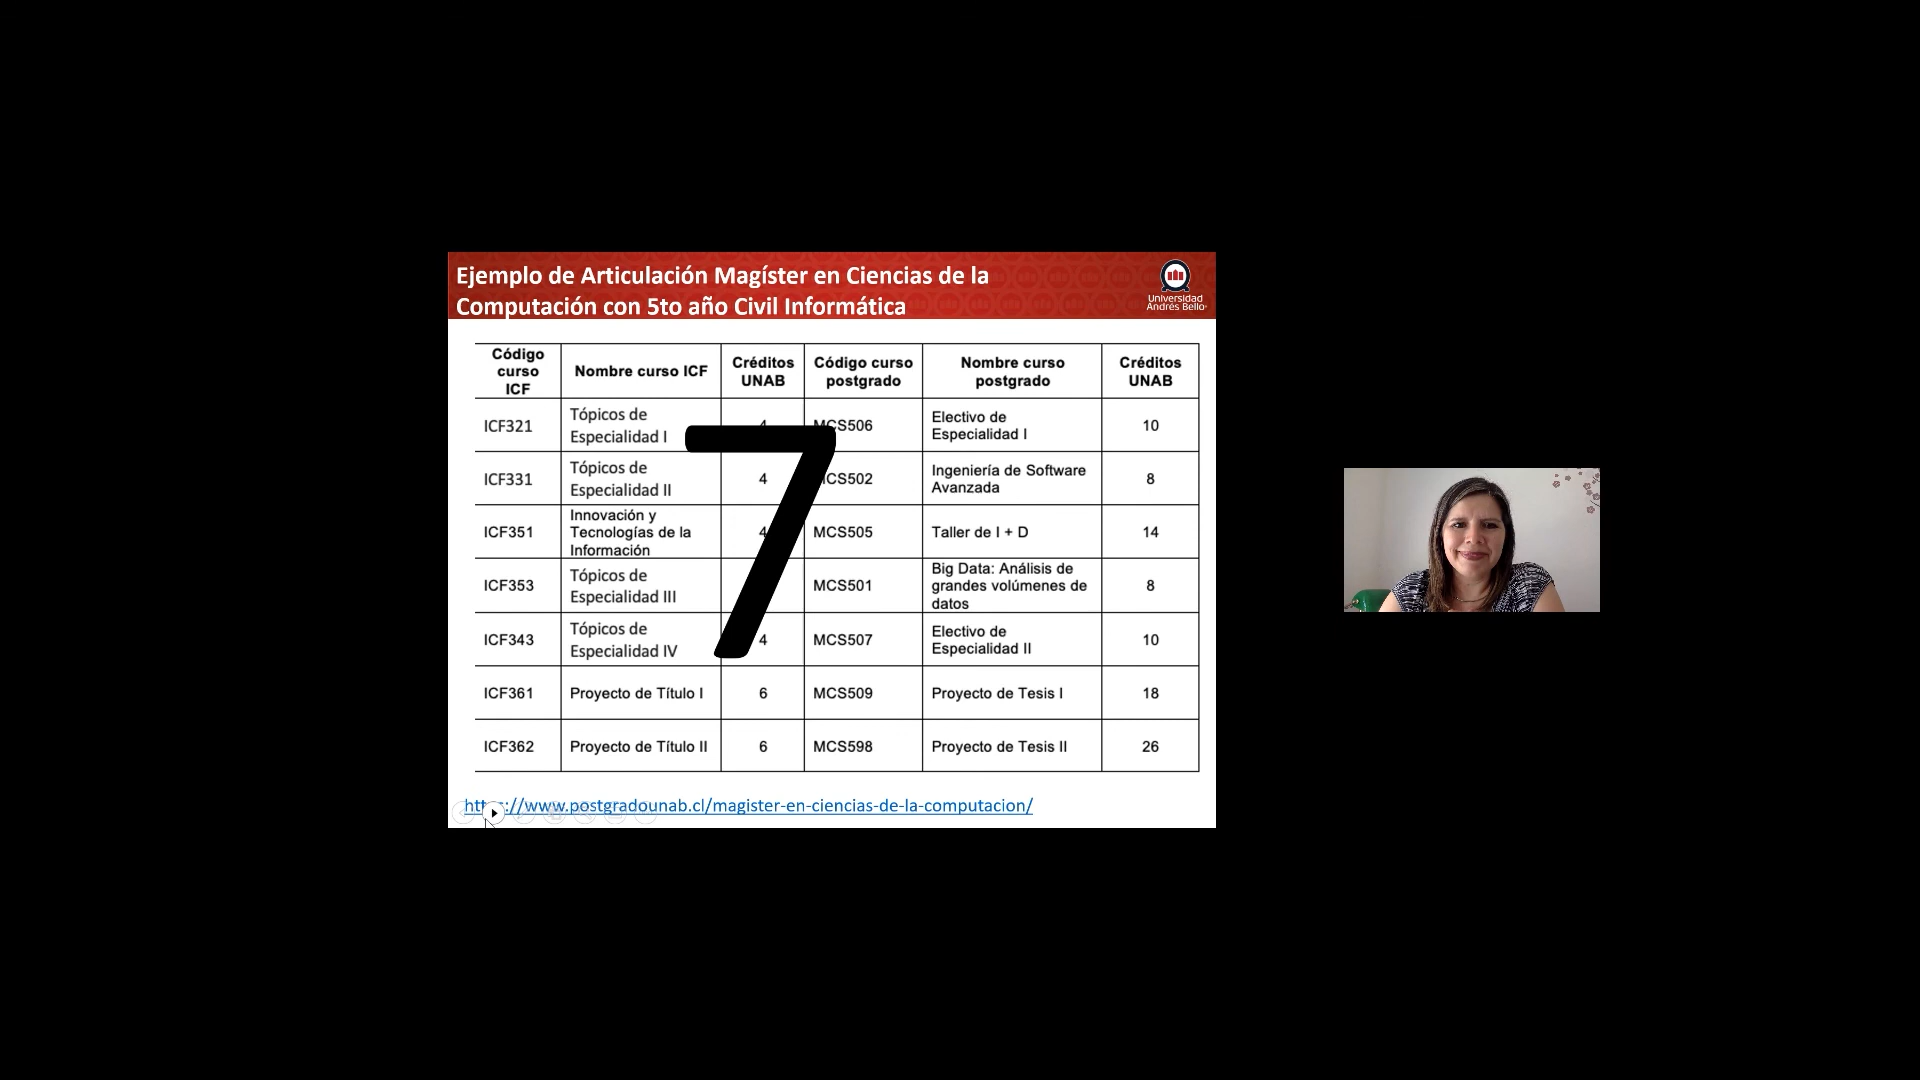 Ejemplo de Articulación Magíster en Ciencias de la
Computación con 5to año Civil Informática
Universidad
Andrés Bello
Código curso ICF | Nombre curso ICF | Créditos UNAB | Código curso postgrado | Nombre curso postgrado | Créditos UNAB
ICF321 | Tópicos de Especialidad I | 4 | MCS506 | Electivo de Especialidad I | 10
ICF331 | Tópicos de Especialidad II | 4 | MCS502 | Ingeniería de Software Avanzada | 8
ICF351 | Innovación y Tecnologías de la Información | 4 | MCS505 | Taller de I + D | 14
ICF353 | Tópicos de Especialidad III | MCS501 | Big Data: Análisis de grandes volúmenes de datos | 8
ICF343 | Tópicos de Especialidad IV | 4 | MCS507 | Electivo de Especialidad II | 10
ICF361 | Proyecto de Título I | 6 | MCS509 | Proyecto de Tesis I | 18
ICF362 | Proyecto de Título II | 6 | MCS598 | Proyecto de Tesis II | 26
7
https://www.postgradounab.cl/magister-en-ciencias-de-la-computacion/